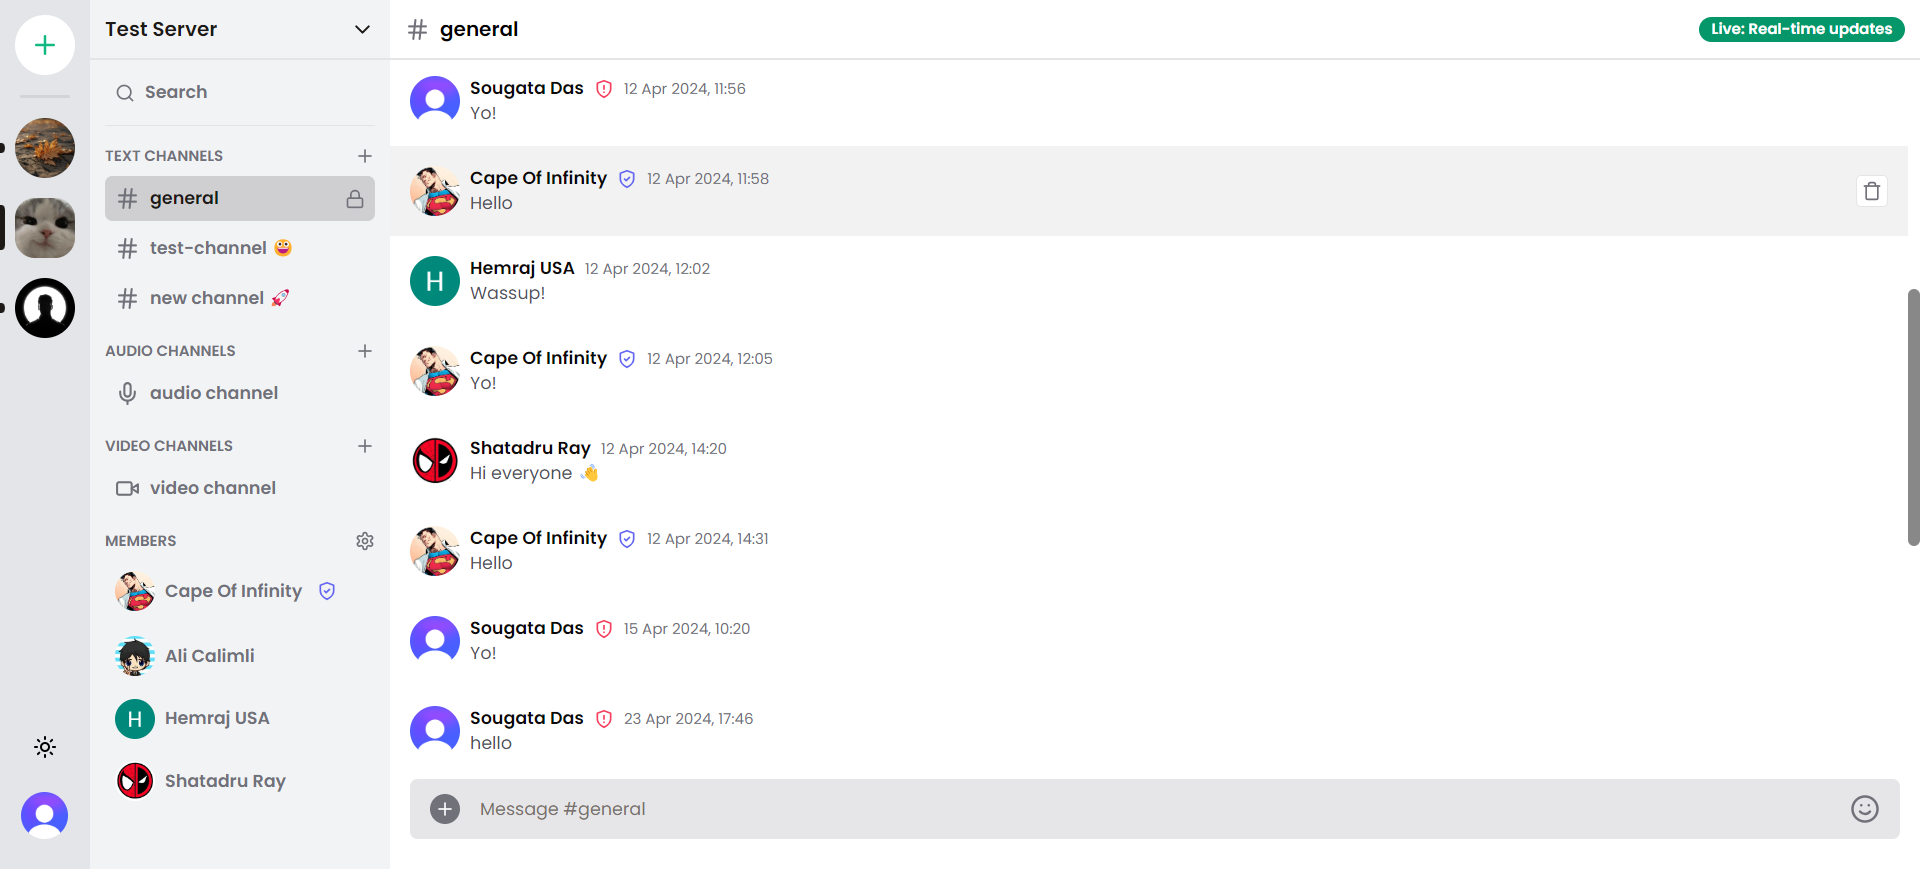 Test Server
Search
TEXT CHANNELS
general
test-channel 😀
new channel 🚀
AUDIO CHANNELS
audio channel
VIDEO CHANNELS
video channel
MEMBERS
Cape Of Infinity
Ali Calimli
H Hemraj USA
Shatadru Ray
# general
Live: Real-time updates
Sougata Das 12 Apr 2024, 11:56
Yo!
Cape Of Infinity 12 Apr 2024, 11:58
Hello
H
Hemraj USA 12 Apr 2024, 12:02
Wassup!
Cape Of Infinity 12 Apr 2024, 12:05
Yo!
Shatadru Ray 12 Apr 2024, 14:20
Hi everyone 👋
Cape Of Infinity 12 Apr 2024, 14:31
Hello
Sougata Das 15 Apr 2024, 10:20
Yo!
Sougata Das 23 Apr 2024, 17:46
hello
Message #general